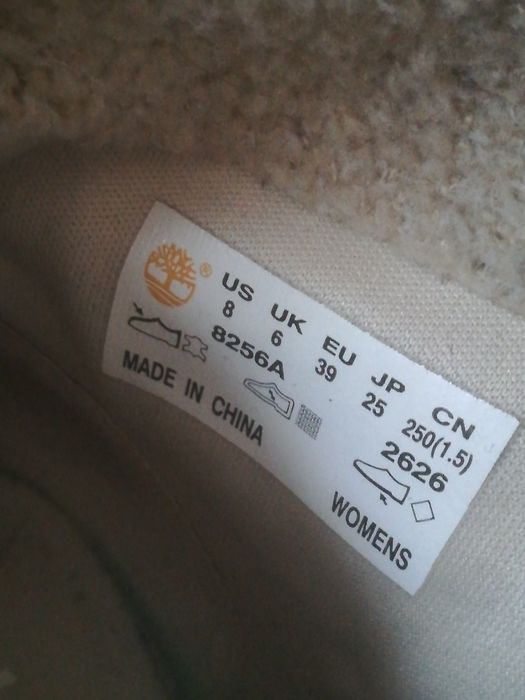 ® US UK EU JP CN
8 6 39 25 250(1.5)
8256A 2626
MADE IN CHINA WOMENS